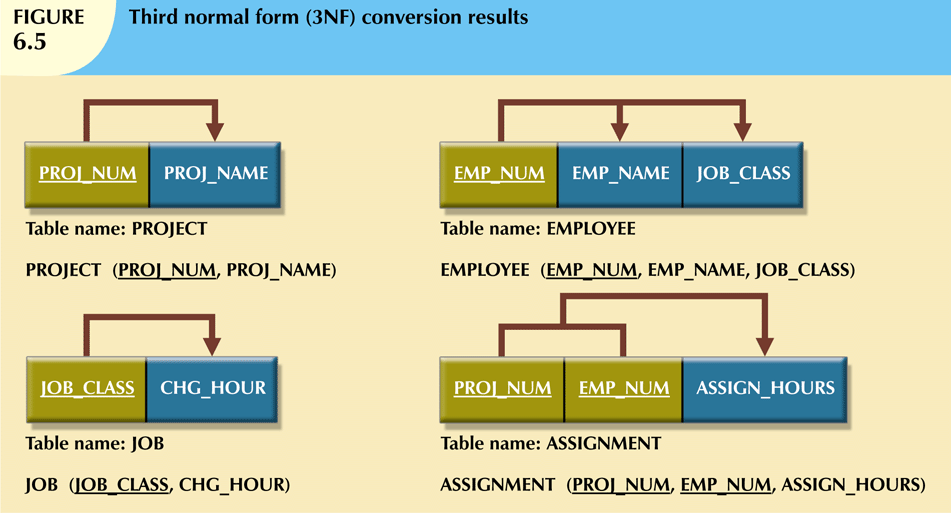 FIGURE 6.5
Third normal form (3NF) conversion results
PROJ_NUM PROJ_NAME
Table name: PROJECT
PROJECT (PROJ_NUM, PROJ_NAME)
EMP_NUM EMP_NAME JOB_CLASS
Table name: EMPLOYEE
EMPLOYEE (EMP_NUM, EMP_NAME, JOB_CLASS)
JOB_CLASS CHG_HOUR
Table name: JOB
JOB (JOB_CLASS, CHG_HOUR)
PROJ_NUM EMP_NUM ASSIGN_HOURS
Table name: ASSIGNMENT
ASSIGNMENT (PROJ_NUM, EMP_NUM, ASSIGN_HOURS)